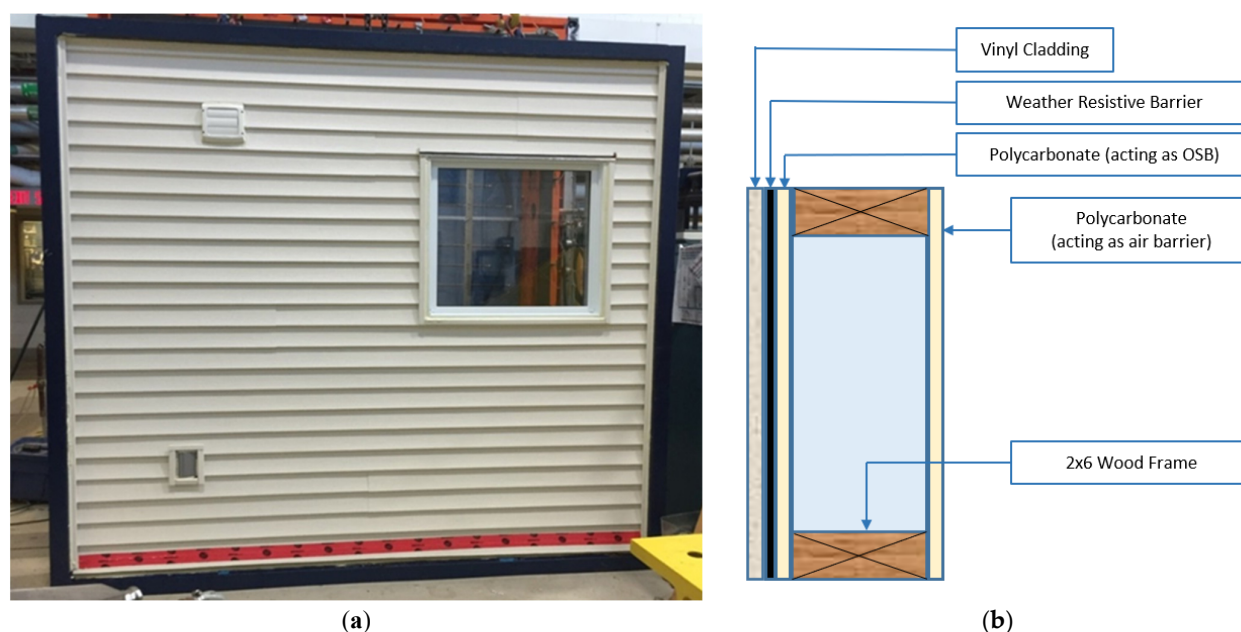 Vinyl Cladding
Weather Resistive Barrier
Polycarbonate (acting as OSB)
Polycarbonate
(acting as air barrier)
2x6 Wood Frame
(a)
(b)